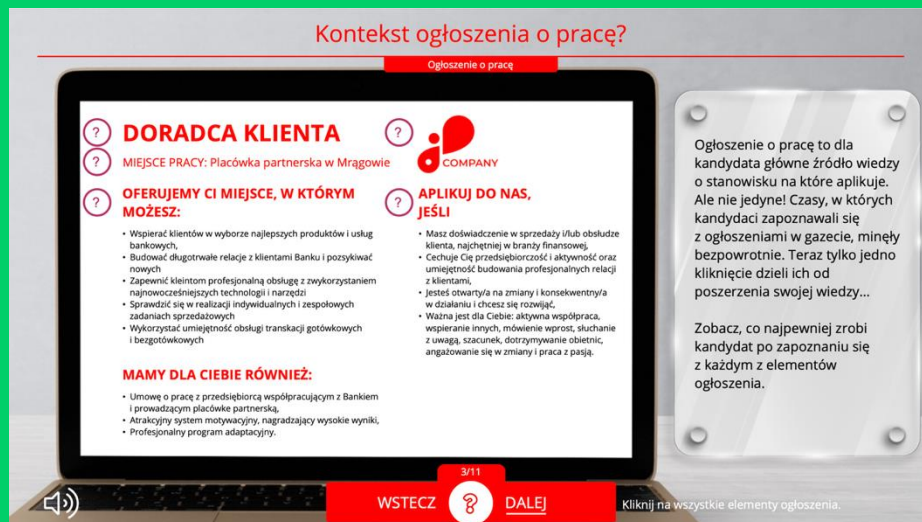 Kontekst ogłoszenia o pracę?
Ogłoszenie o pracę
? DORADCA KLIENTA
? MIEJSCE PRACY: Placówka partnerska w Mrągowie
?
COMPANY
? OFERUJEMY CI MIEJSCE, W KTÓRYM
MOŻESZ:
• Wspierać klientów w wyborze najlepszych produktów i usług
bankowych,
• Budować długotrwałe relacje z klientami Banku i pozsykiwać
nowych
• Zapewnić kleintom profesjonalną obsługę z zwykorzystaniem
najnowocześniejszych technologii i narzędzi
• Sprawdzić się w realizacji indywidualnych i zespołowych
zadaniach sprzedażowych
• Wykorzystać umiejętność obsługi transkacji gotówkowych
i bezgotówkowych
? APLIKUJ DO NAS,
JEŚLI
• Masz doświadczenie w sprzedaży i/lub obsłudze
klienta, najchętniej w branży finansowej,
• Cechuje Cię przedsiębiorczość i aktywność oraz
umiejętność budowania profesjonalnych relacji
z klientami,
• Jesteś otwarty/a na zmiany i konsekwentny/a
w działaniu i chcesz się rozwijąć,
• Ważna jest dla Ciebie: aktywna współpraca,
wspieranie innych, mówienie wprost, słuchanie
z uwagą, szacunek, dotrzymywanie obietnic,
angażowanie się w zmiany i praca z pasją.
MAMY DLA CIEBIE RÓWNIEŻ:
• Umowę o pracę z przedsiębiorcą współpracującym z Bankiem
i prowadzącym placówke partnerską,
• Atrakcyjny system motywacyjny, nagradzający wysokie wyniki,
• Profesjonalny program adaptacyjny.
Ogłoszenie o pracę to dla
kandydata główne źródło wiedzy
o stanowisku na które aplikuje.
Ale nie jedyne! Czasy, w których
kandydaci zapoznawali się
z ogłoszeniami w gazecie, minęły
bezpowrotnie. Teraz tylko jedno
kliknięcie dzieli ich od
poszerzenia swojej wiedzy...
Zobacz, co najpewniej zrobi
kandydat po zapoznaniu się
z każdym z elementów
ogłoszenia.
3/11
WSTECZ ? DALEJ
Kliknij na wszystkie elementy ogłoszenia.